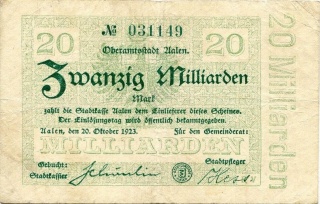 № 031149
20 20
Oberamtsstadt Aalen.
Zwanzig Milliarden
Mark
zahlt die Stadtkasse Aalen dem Einlieferer dieses Scheines.
Der Einlösungstag wird öffentlich bekanntgegeben.
Aalen, den 20. Oktober 1923. Für den Gemeinderat:
MILLIARDEN
Gebucht: Stadtpfleger
Stadtkassier
20 Milliarden